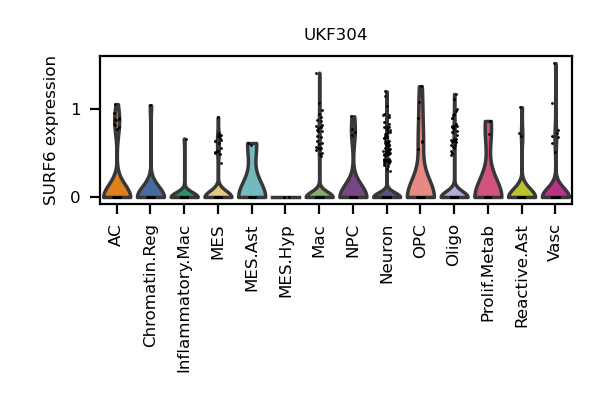 UKF304
SURF6 expression
1
0
AC
Chromatin.Reg
Inflammatory.Mac
MES
MES.Ast
MES.Hyp
Mac
NPC
Neuron
OPC
Oligo
Prolif.Metab
Reactive.Ast
Vasc